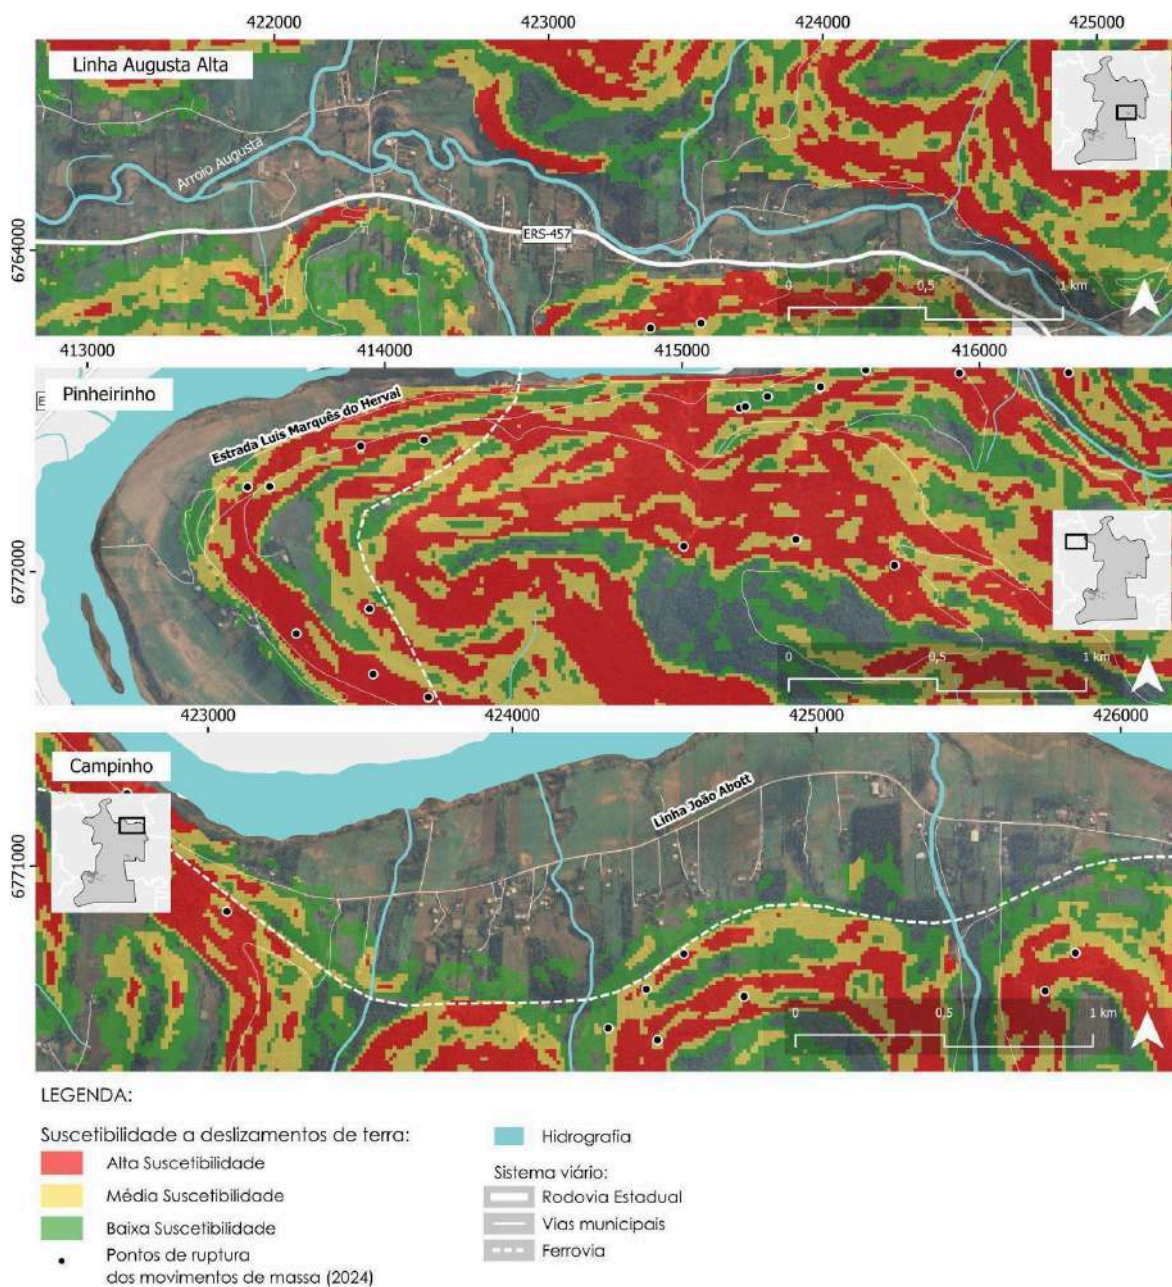 422000 423000 424000 425000
Linha Augusta Alta
Arroio Augusta
ERS-457
6764000
0 0,5 1 km
413000 414000 415000 416000
Pinheirinho
Estrada Luis Marquês do Herval
6772000
0 0,5 1 km
423000 424000 425000 426000
Campinho
Linha João Abott
6771000
0 0,5 1 km
LEGENDA:
Suscetibilidade a deslizamentos de terra:
Alta Suscetibilidade
Média Suscetibilidade
Baixa Suscetibilidade
Pontos de ruptura
dos movimentos de massa (2024)
Hidrografia
Sistema viário:
Rodovia Estadual
Vias municipais
Ferrovia